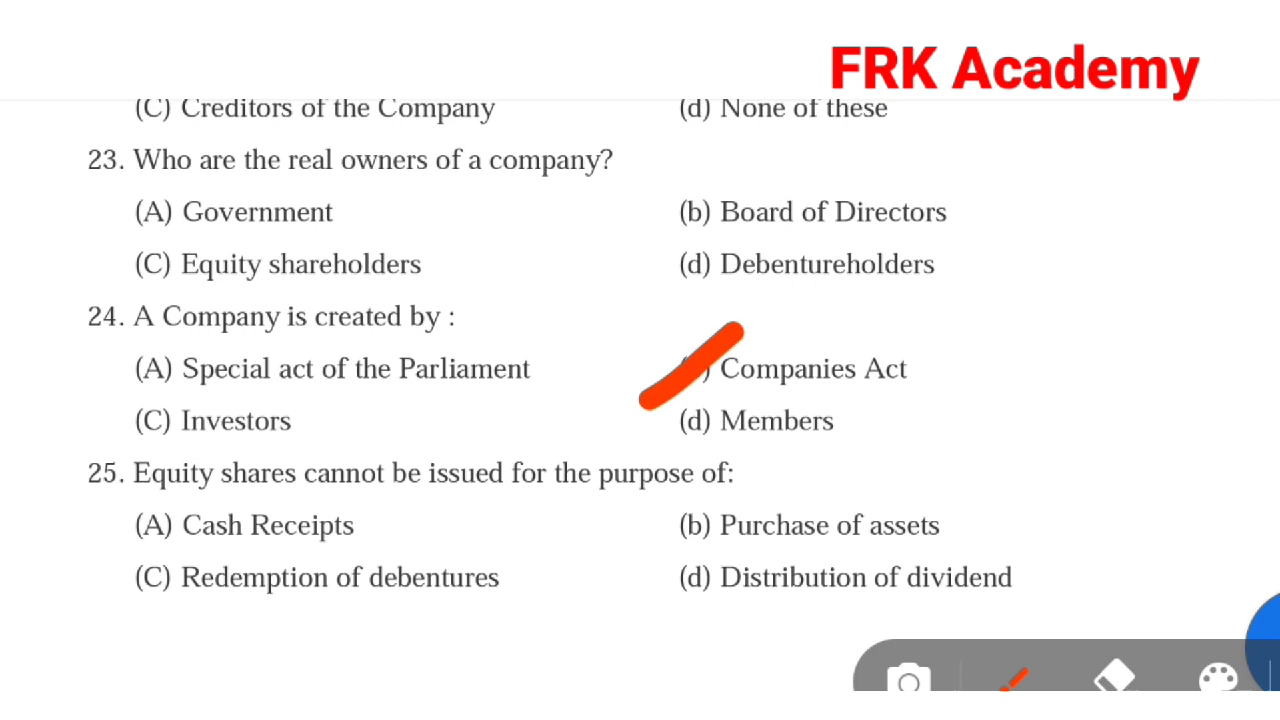 FRK Academy
(C) Creditors of the Company (d) None of these
23. Who are the real owners of a company?
(A) Government (b) Board of Directors
(C) Equity shareholders (d) Debentureholders
24. A Company is created by :
(A) Special act of the Parliament ) Companies Act
(C) Investors (d) Members
25. Equity shares cannot be issued for the purpose of:
(A) Cash Receipts (b) Purchase of assets
(C) Redemption of debentures (d) Distribution of dividend